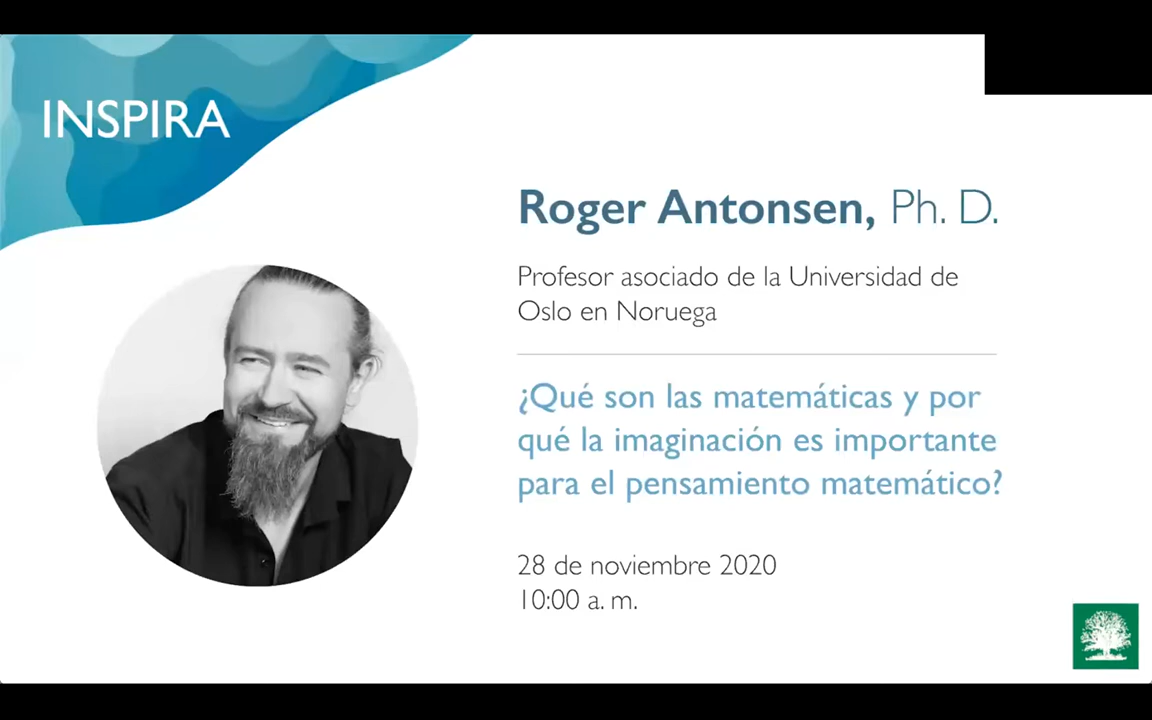 INSPIRA
Roger Antonsen, Ph. D.
Profesor asociado de la Universidad de
Oslo en Noruega
¿Qué son las matemáticas y por
qué la imaginación es importante
para el pensamiento matemático?
28 de noviembre 2020
10:00 a. m.